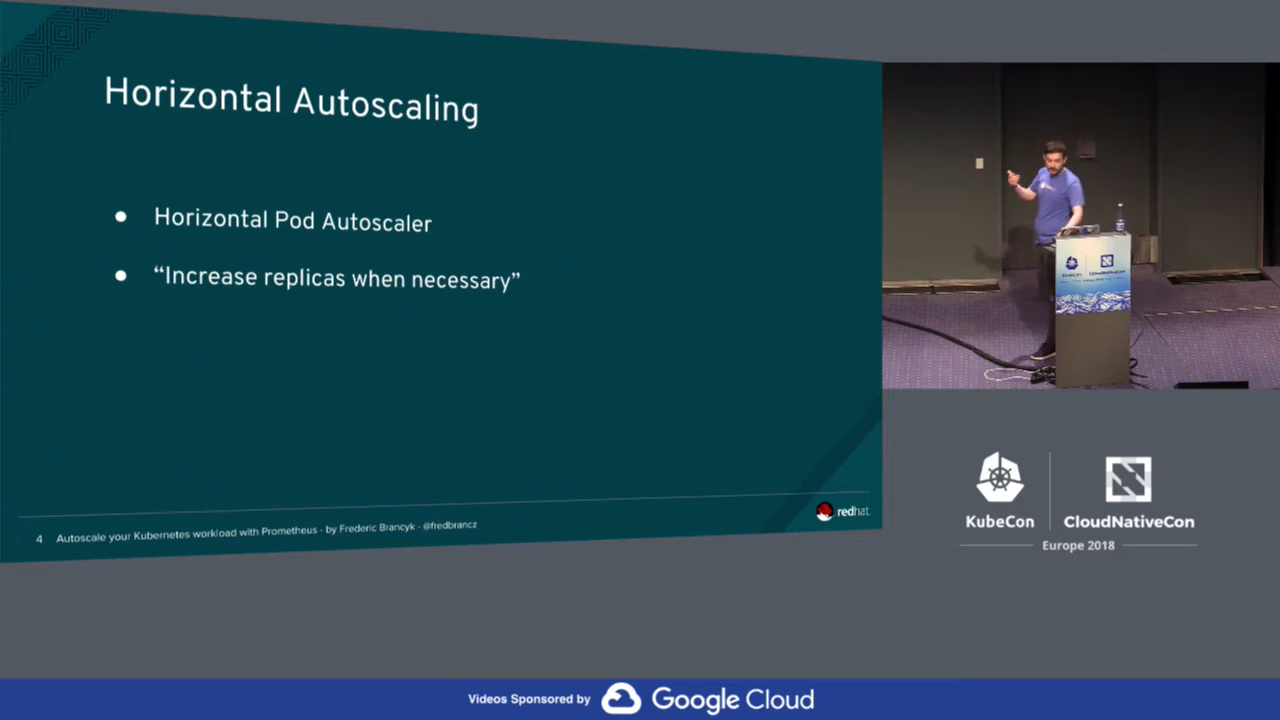 Horizontal Autoscaling
● Horizontal Pod Autoscaler
● “Increase replicas when necessary”
4 Autoscale your Kubernetes workload with Prometheus - by Frederic Brancyk - @fredbrancz
redhat.
KubeCon
CloudNativeCon
Europe 2018
Videos Sponsored by Google Cloud